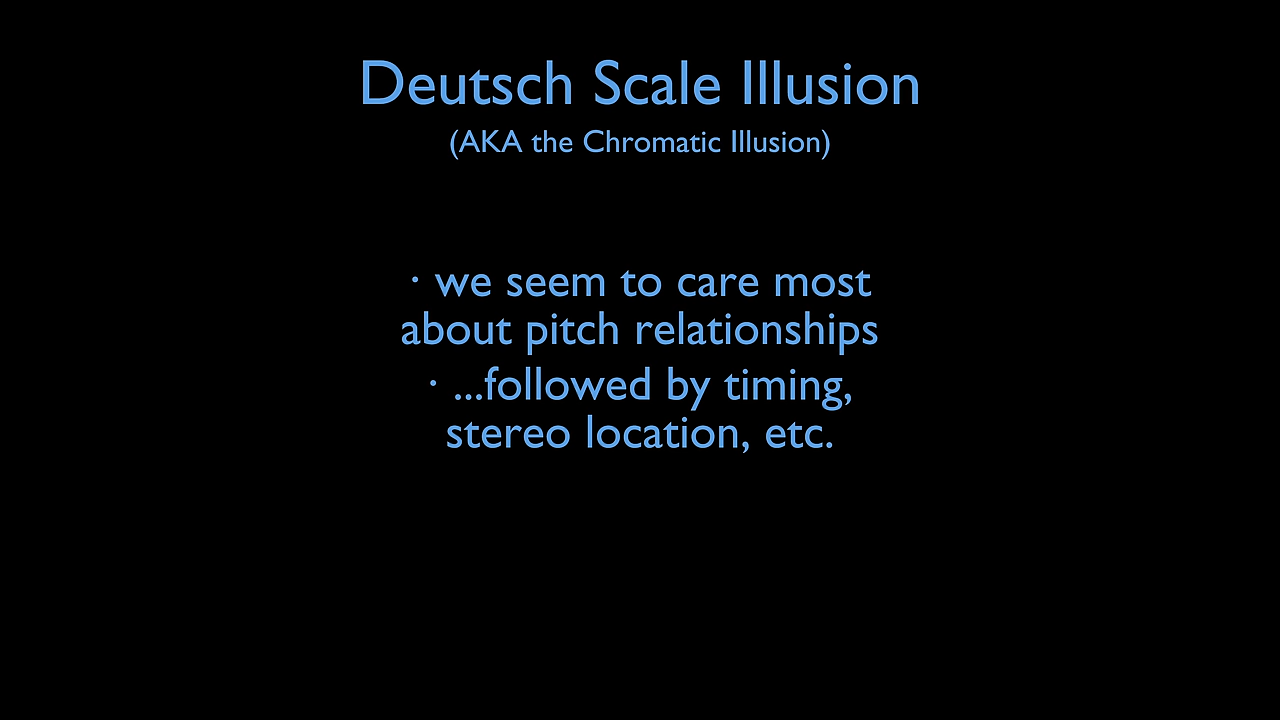 Deutsch Scale Illusion
(AKA the Chromatic Illusion)
· we seem to care most
about pitch relationships
· ...followed by timing,
stereo location, etc.